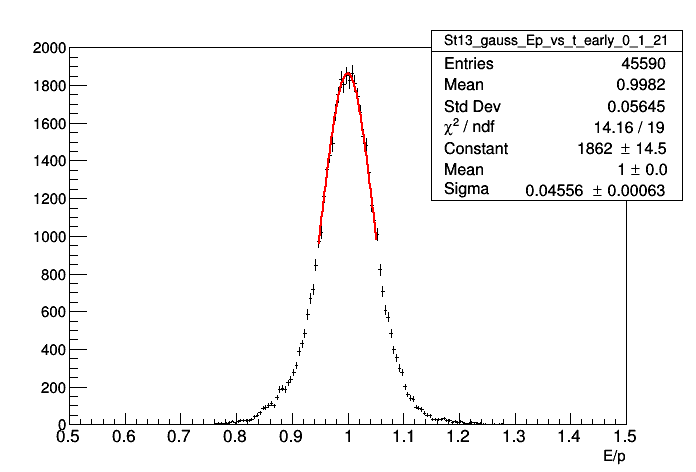 St13_gauss_Ep_vs_t_early_0_1_21
Entries 45590
Mean 0.9982
Std Dev 0.05645
χ² / ndf 14.16 / 19
Constant 1862 ± 14.5
Mean 1 ± 0.0
Sigma 0.04556 ± 0.00063
2000
1800
1600
1400
1200
1000
800
600
400
200
0
0.5 0.6 0.7 0.8 0.9 1 1.1 1.2 1.3 1.4 1.5
E/p